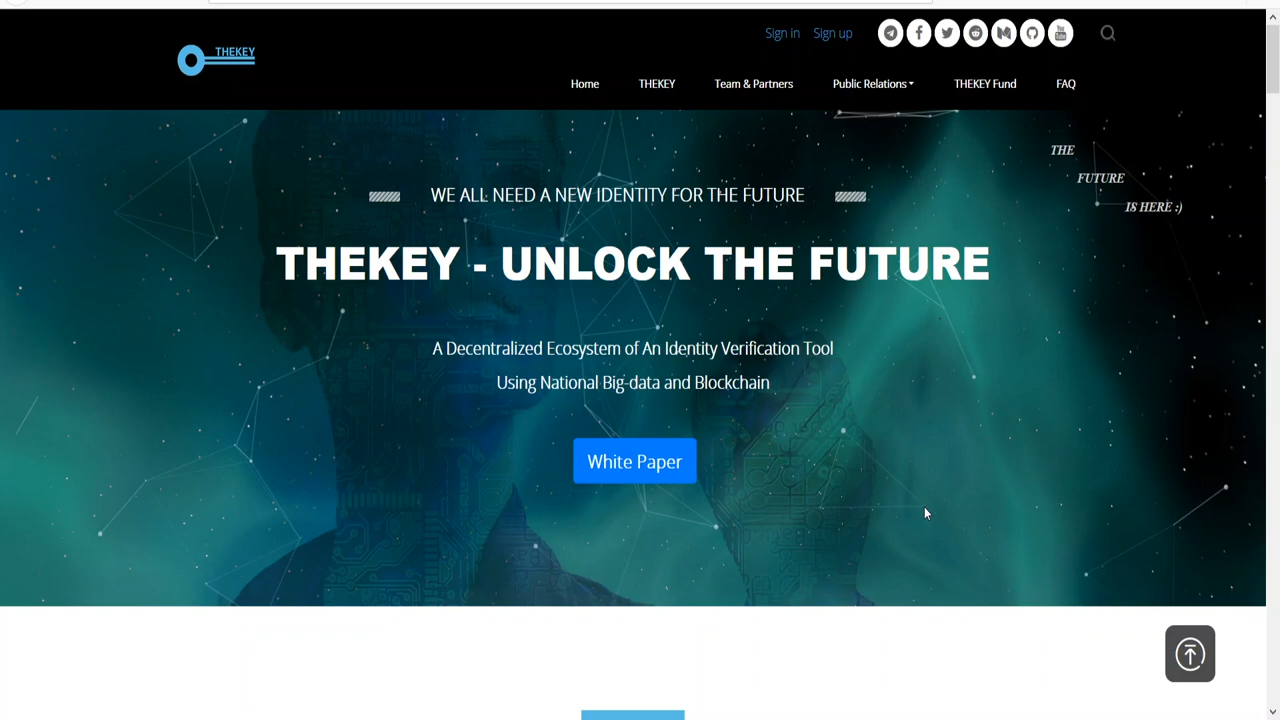 THEKEY
Sign in Sign up
You Tube
Home THEKEY Team & Partners Public Relations THEKEY Fund FAQ
THE
FUTURE
IS HERE :)
WE ALL NEED A NEW IDENTITY FOR THE FUTURE
THEKEY - UNLOCK THE FUTURE
A Decentralized Ecosystem of An Identity Verification Tool
Using National Big-data and Blockchain
White Paper